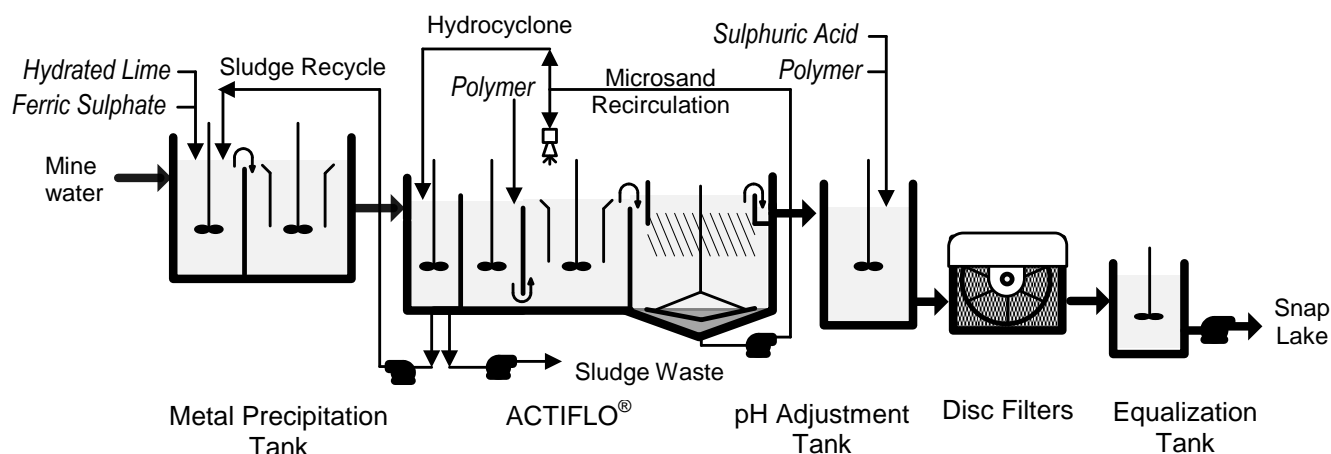 Hydrocyclone
Sulphuric Acid
Polymer
Hydrated Lime
Ferric Sulphate
Sludge Recycle
Polymer
Microsand
Recirculation
Mine
water
Snap
Lake
Sludge Waste
Metal Precipitation
Tank
ACTIFLO®
pH Adjustment
Tank
Disc Filters
Equalization
Tank